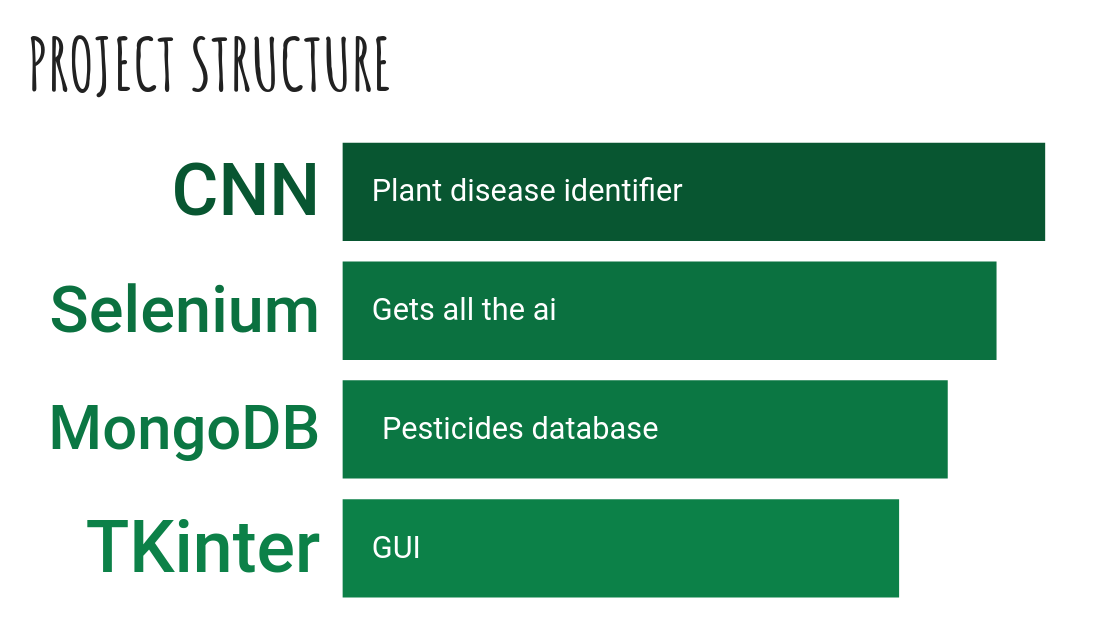 PROJECT STRUCTURE
CNN
Plant disease identifier
Selenium
Gets all the ai
MongoDB
Pesticides database
TKinter
GUI